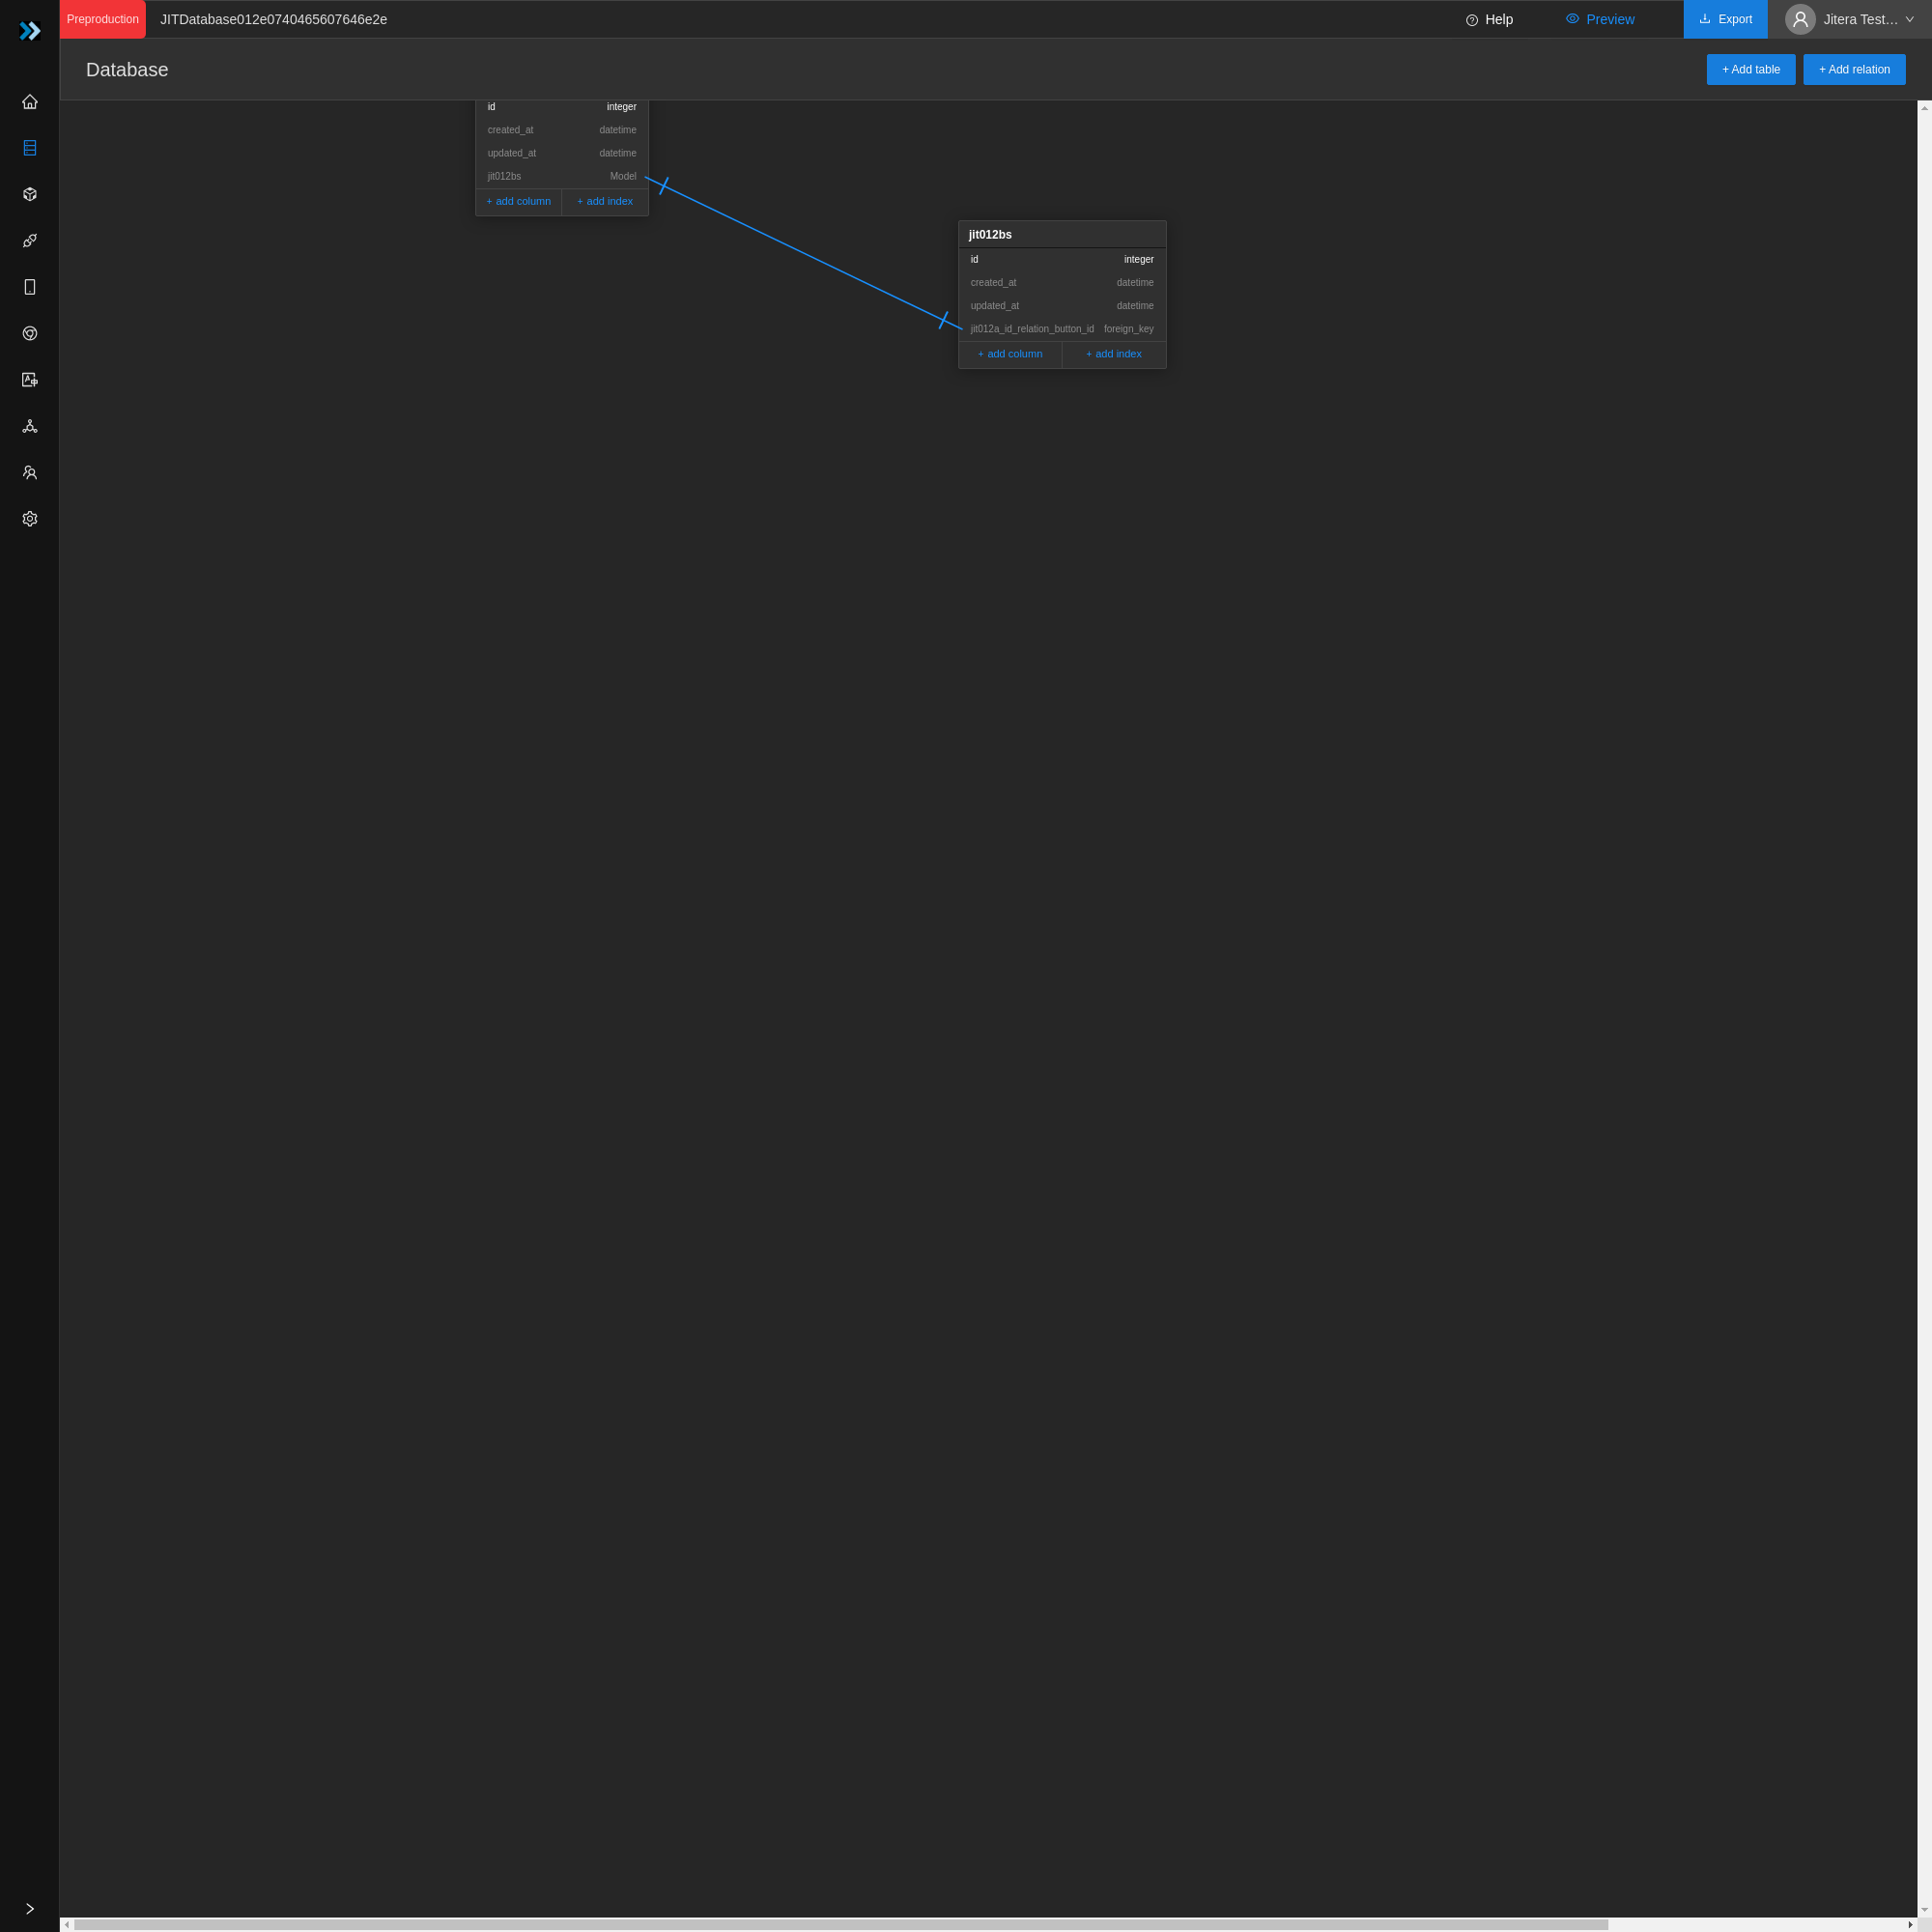 Preproduction JITDatabase012e0740465607646e2e Help Preview Export Jitera Test...
Database + Add table + Add relation
id integer
created_at datetime
updated_at datetime
jit012bs Model
+ add column + add index
jit012bs
id integer
created_at datetime
updated_at datetime
jit012a_id_relation_button_id foreign_key
+ add column + add index